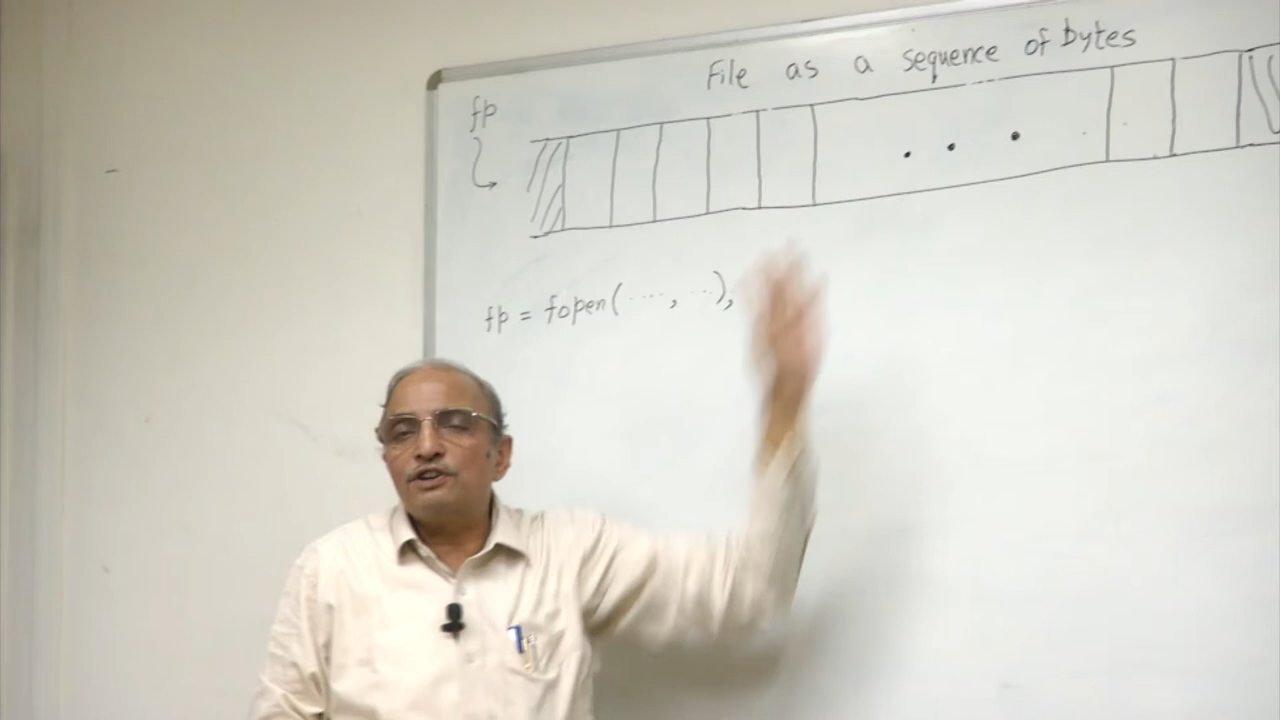 File as a sequence of bytes
fp
fp = fopen( ...., ...),